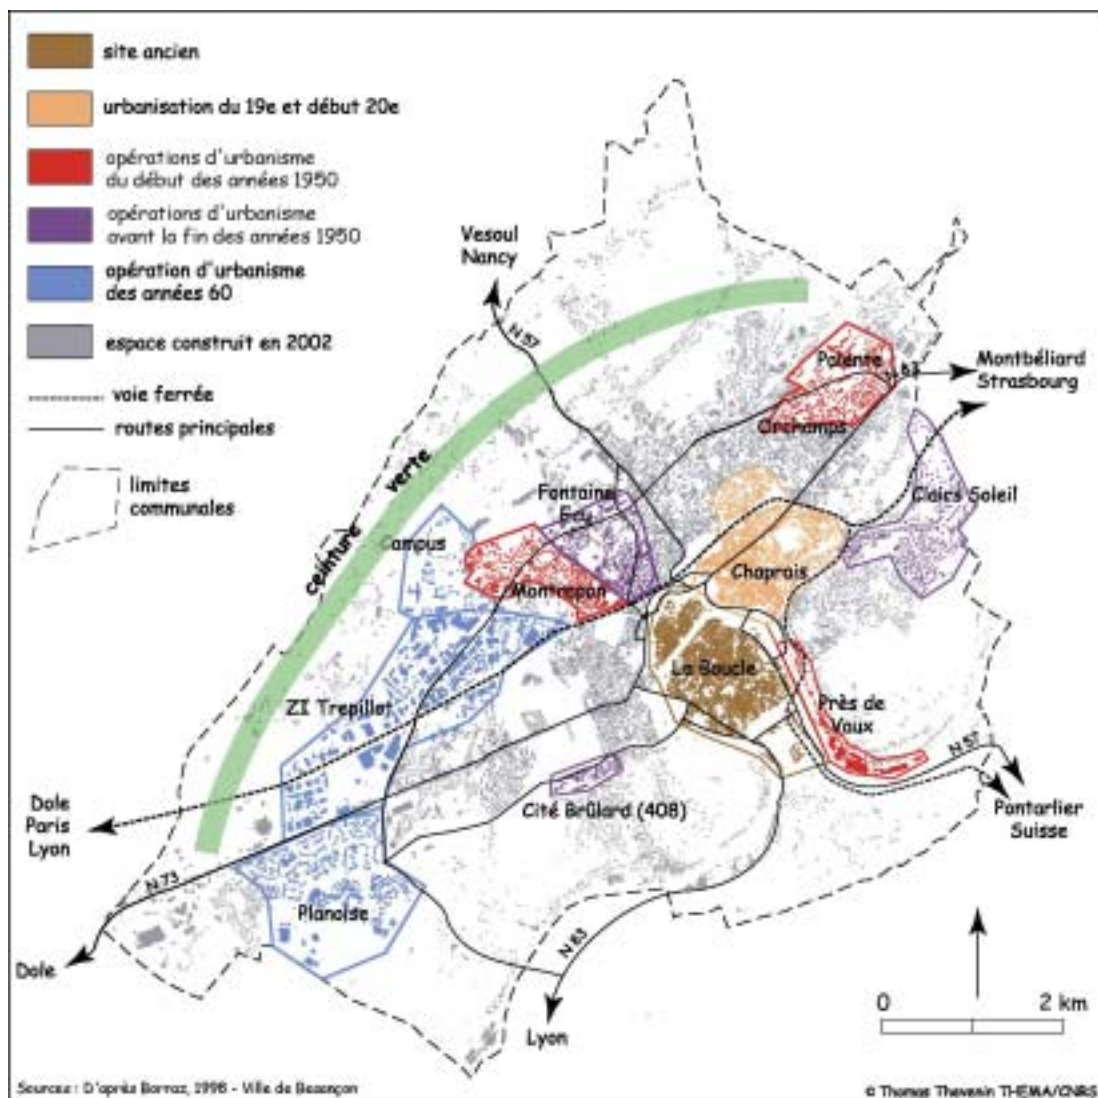 site ancien
urbanisation du 19e et début 20e
opérations d'urbanisme
du début des années 1950
opérations d'urbanisme
avant la fin des années 1950
opération d'urbanisme
des années 60
espace construit en 2002
voie ferrée
routes principales
limites
communales
Vesoul
Nancy
N 57
Palente
63
Montbéliard
Strasbourg
Orchamps
Clairs Soleil
ceinture verte
Fontaine
Ecu
Campus
Montrapon
Chaprais
La Boucle
ZI Trepillot
Près de
Vaux
N 57
Dole
Paris
Lyon
Cité Brûlard (408)
Pontarlier
Suisse
N 73
Planoise
Dole
N 63
Lyon
0 2 km
Sources : D'après Barraz, 1998 - Ville de Besançon
© Thomas Thevenin THEMA/CNRS